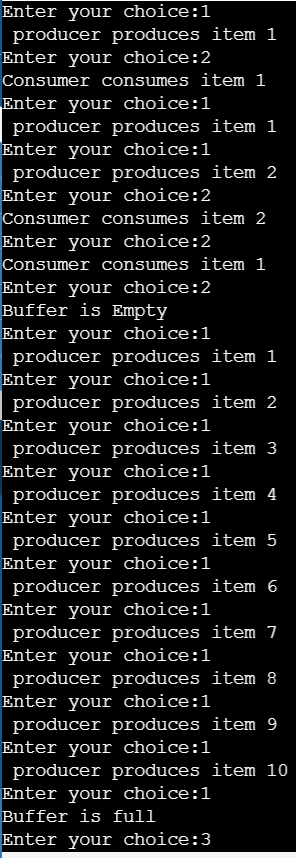 Enter your choice:1
 producer produces item 1
Enter your choice:2
Consumer consumes item 1
Enter your choice:1
 producer produces item 1
Enter your choice:1
 producer produces item 2
Enter your choice:2
Consumer consumes item 2
Enter your choice:2
Consumer consumes item 1
Enter your choice:2
Buffer is Empty
Enter your choice:1
 producer produces item 1
Enter your choice:1
 producer produces item 2
Enter your choice:1
 producer produces item 3
Enter your choice:1
 producer produces item 4
Enter your choice:1
 producer produces item 5
Enter your choice:1
 producer produces item 6
Enter your choice:1
 producer produces item 7
Enter your choice:1
 producer produces item 8
Enter your choice:1
 producer produces item 9
Enter your choice:1
 producer produces item 10
Enter your choice:1
Buffer is full
Enter your choice:3